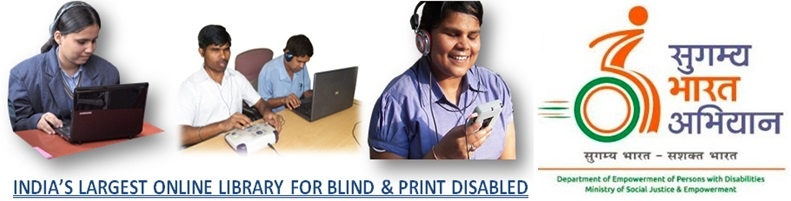 INDIA'S LARGEST ONLINE LIBRARY FOR BLIND & PRINT DISABLED
सुगम्य
भारत
अभियान
सुगम्य भारत - सशक्त भारत
Department of Empowerment of Persons with Disabilities
Ministry of Social Justice & Empowerment